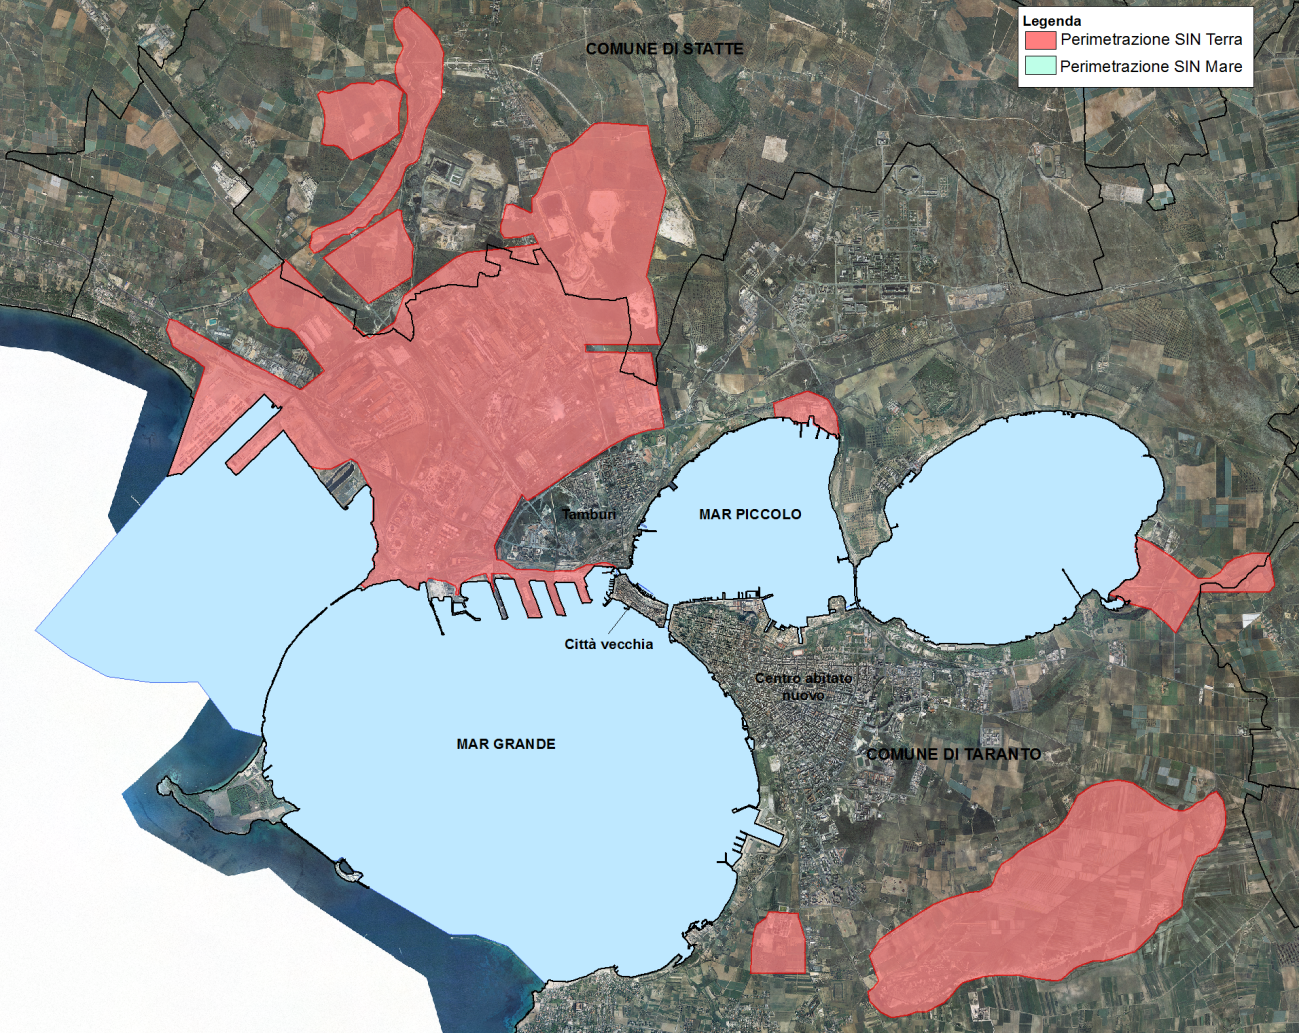 Legenda
Perimetrazione SIN Terra
Perimetrazione SIN Mare
COMUNE DI STATTE
Tamburi
MAR PICCOLO
Città vecchia
Centro abitato
nuovo
MAR GRANDE
COMUNE DI TARANTO